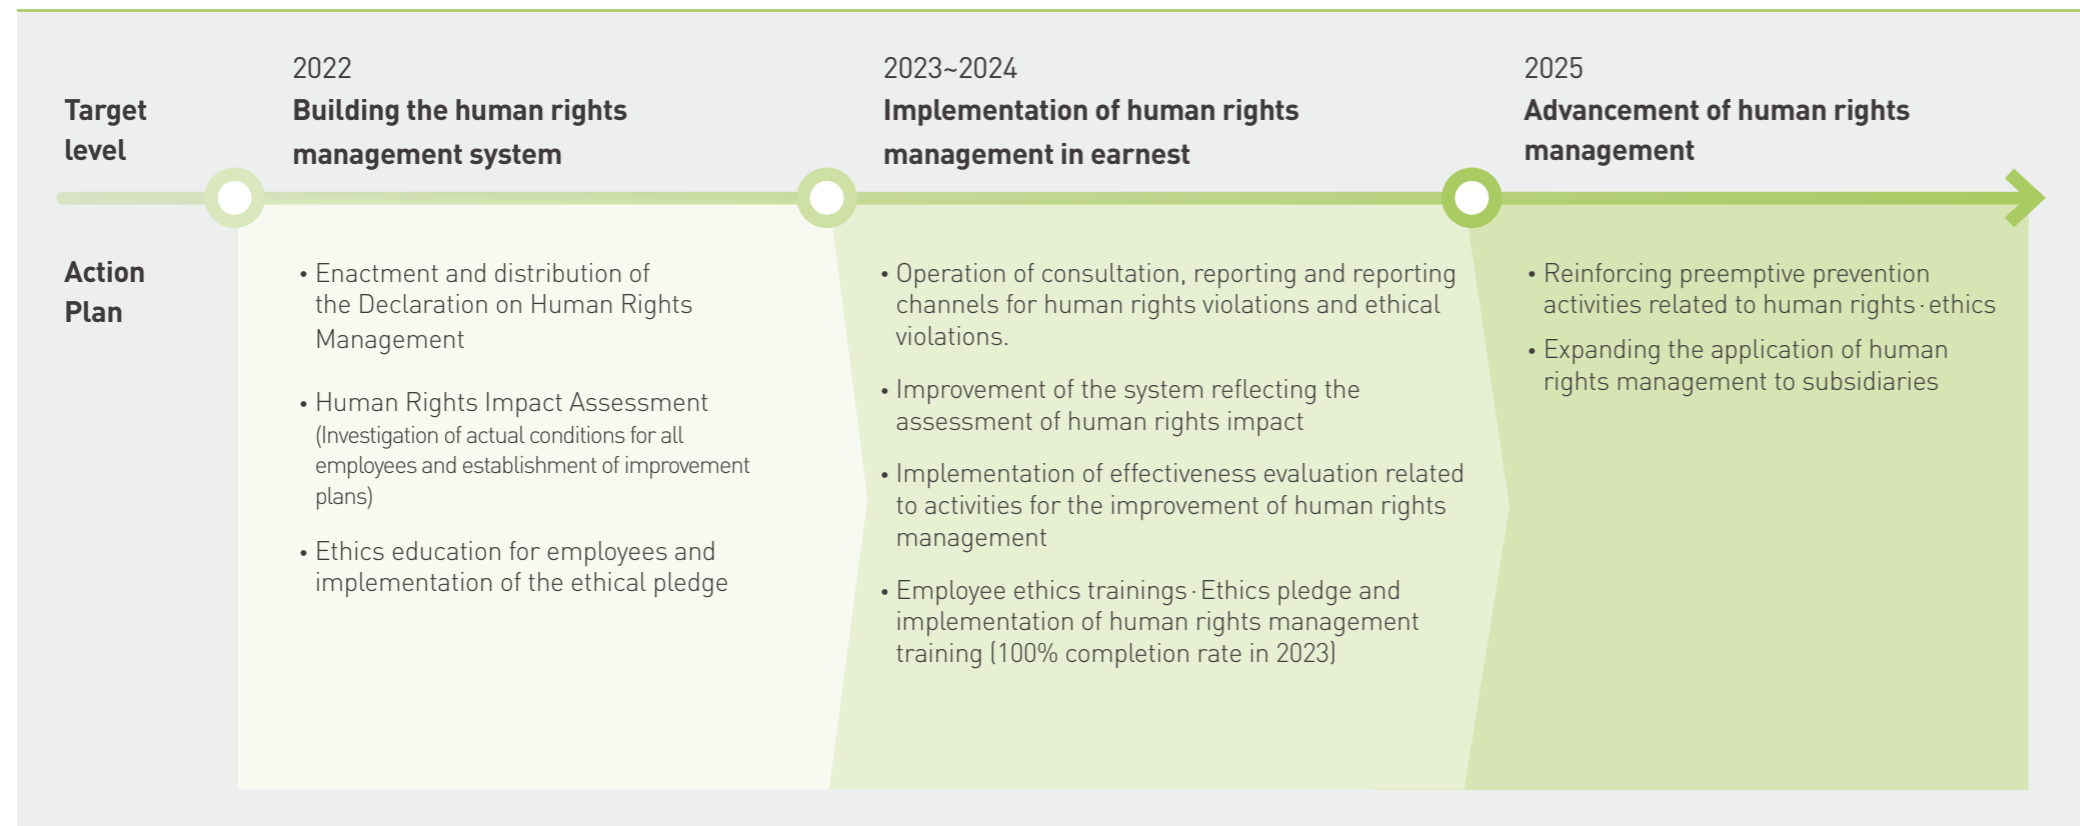 Target
level
2022
Building the human rights
management system
2023~2024
Implementation of human rights
management in earnest
2025
Advancement of human rights
management
Action
Plan
• Enactment and distribution of
the Declaration on Human Rights
Management
• Human Rights Impact Assessment
(Investigation of actual conditions for all
employees and establishment of improvement
plans)
• Ethics education for employees and
implementation of the ethical pledge
• Operation of consultation, reporting and reporting
channels for human rights violations and ethical
violations.
• Improvement of the system reflecting the
assessment of human rights impact
• Implementation of effectiveness evaluation related
to activities for the improvement of human rights
management
• Employee ethics trainings · Ethics pledge and
implementation of human rights management
training (100% completion rate in 2023)
• Reinforcing preemptive prevention
activities related to human rights · ethics
• Expanding the application of human
rights management to subsidiaries